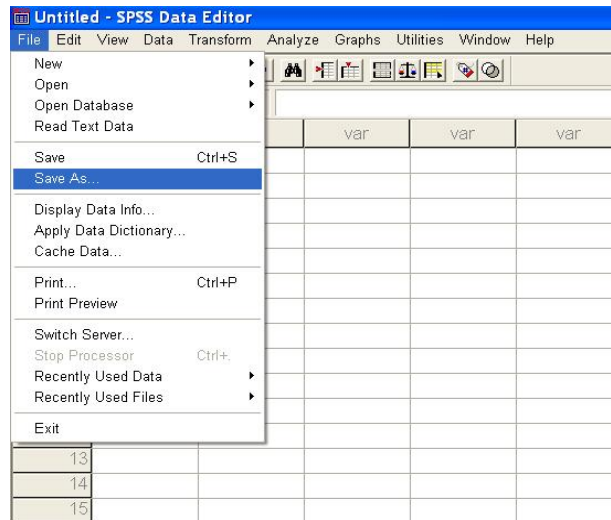 Untitled - SPSS Data Editor
File Edit View Data Transform Analyze Graphs Utilities Window Help
New
Open
Open Database
Read Text Data
var var var
Save Ctrl+S
Save As...
Display Data Info...
Apply Data Dictionary...
Cache Data...
Print... Ctrl+P
Print Preview
Switch Server...
Stop Processor Ctrl+.
Recently Used Data
Recently Used Files
Exit
13
14
15